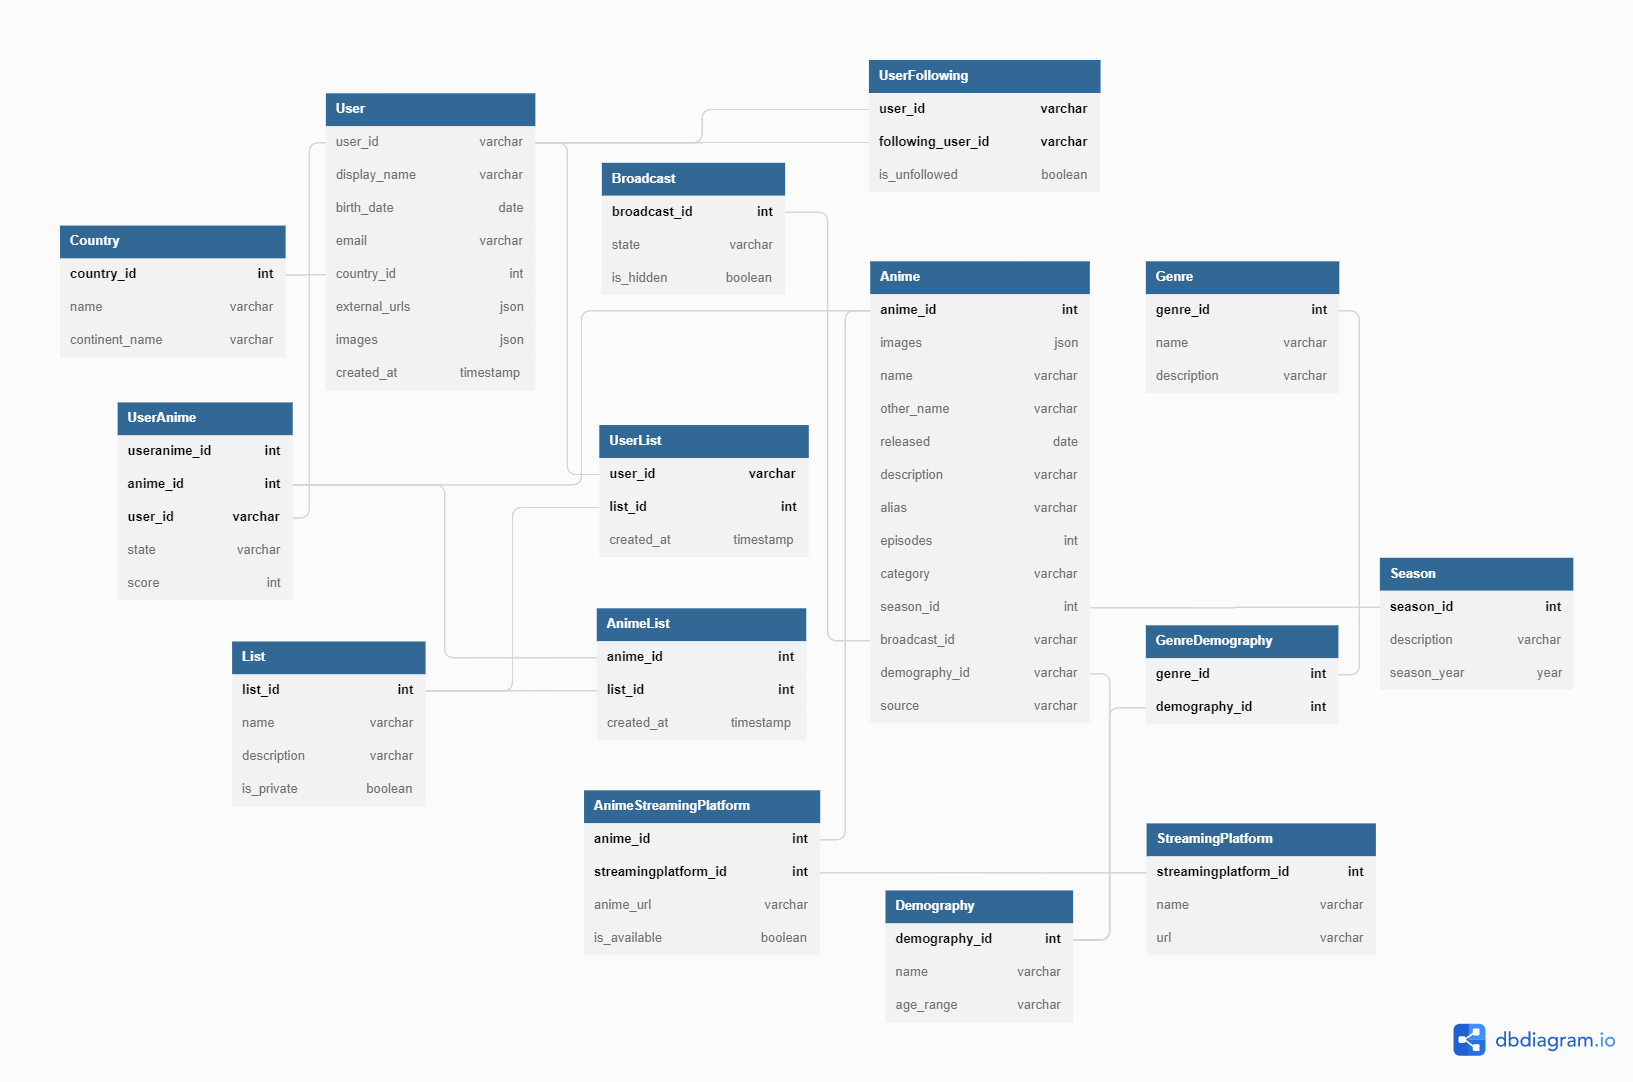 User
user_id varchar
display_name varchar
birth_date date
email varchar
country_id int
external_urls json
images json
created_at timestamp
UserFollowing
user_id varchar
following_user_id varchar
is_unfollowed boolean
Broadcast
broadcast_id int
state varchar
is_hidden boolean
Country
country_id int
name varchar
continent_name varchar
Anime
anime_id int
images json
name varchar
other_name varchar
released date
description varchar
alias varchar
episodes int
category varchar
season_id int
broadcast_id varchar
demography_id varchar
source varchar
Genre
genre_id int
name varchar
description varchar
UserAnime
useranime_id int
anime_id int
user_id varchar
state varchar
score int
UserList
user_id varchar
list_id int
created_at timestamp
Season
season_id int
description varchar
season_year year
AnimeList
anime_id int
list_id int
created_at timestamp
GenreDemography
genre_id int
demography_id int
List
list_id int
name varchar
description varchar
is_private boolean
AnimeStreamingPlatform
anime_id int
streamingplatform_id int
anime_url varchar
is_available boolean
StreamingPlatform
streamingplatform_id int
name varchar
url varchar
Demography
demography_id int
name varchar
age_range varchar
dbdiagram.io